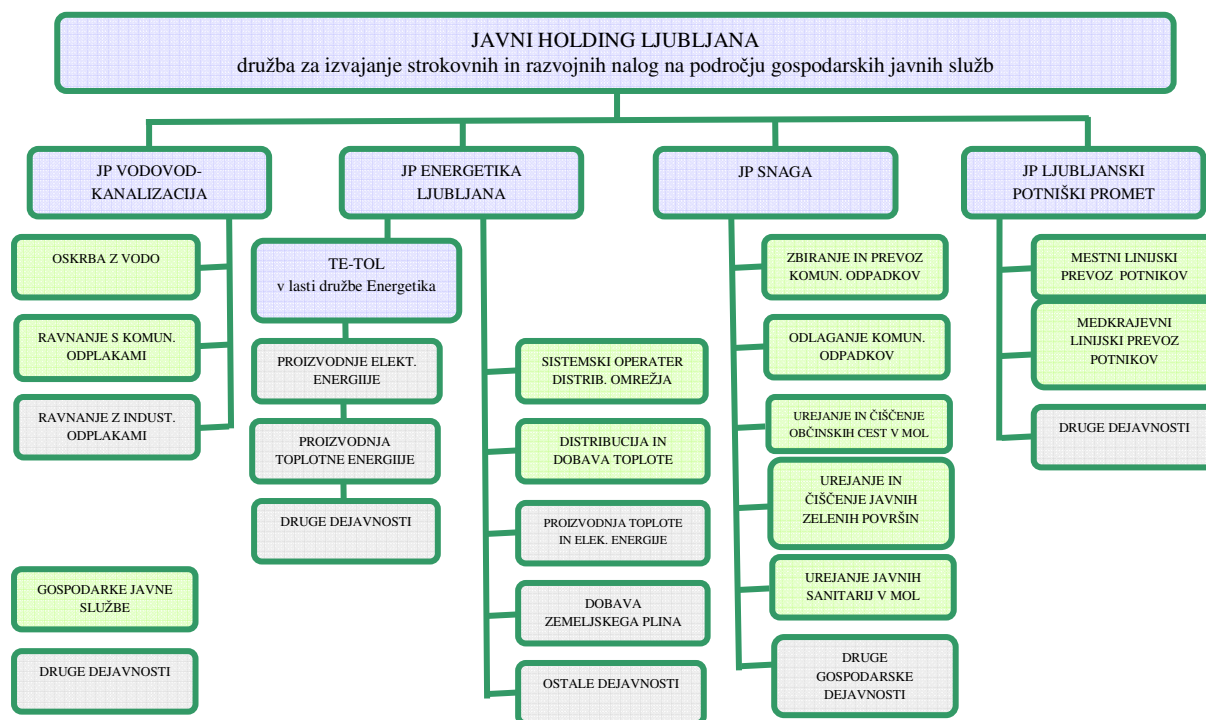 JAVNI HOLDING LJUBLJANA
družba za izvajanje strokovnih in razvojnih nalog na področju gospodarskih javnih služb
JP VODOVOD-
KANALIZACIJA
OSKRBA Z VODO
RAVNANJE S KOMUN.
ODPLAKAMI
RAVNANJE Z INDUST.
ODPLAKAMI
JP ENERGETIKA
LJUBLJANA
TE-TOL
v lasti družbe Energetika
PROIZVODNJE ELEKT.
ENERGIIJE
PROIZVODNJA
TOPLOTNE ENERGIIJE
DRUGE DEJAVNOSTI
SISTEMSKI OPERATER
DISTRIB. OMREŽJA
DISTRIBUCIJA IN
DOBAVA TOPLOTE
PROIZVODNJA TOPLOTE
IN ELEK. ENERGIJE
DOBAVA
ZEMELJSKEGA PLINA
OSTALE DEJAVNOSTI
JP SNAGA
ZBIRANJE IN PREVOZ
KOMUN. ODPADKOV
ODLAGANJE KOMUN.
ODPADKOV
UREJANJE IN ČIŠČENJE
OBČINSKIH CEST V MOL
UREJANJE IN
ČIŠČENJE JAVNIH
ZELENIH POVRŠIN
UREJANJE JAVNIH
SANITARIJ V MOL
DRUGE
GOSPODARSKE
DEJAVNOSTI
JP LJUBLJANSKI
POTNIŠKI PROMET
MESTNI LINIJSKI
PREVOZ POTNIKOV
MEDKRAJEVNI
LINIJSKI PREVOZ
POTNIKOV
DRUGE DEJAVNOSTI
GOSPODARKE JAVNE
SLUŽBE
DRUGE DEJAVNOSTI